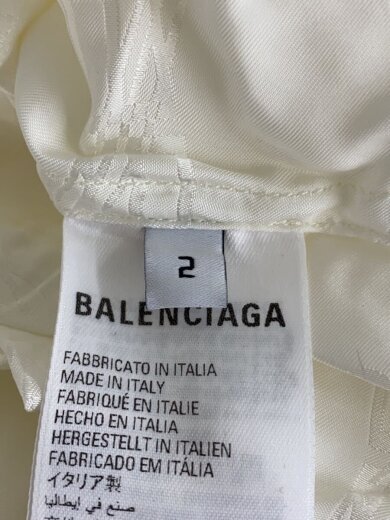 2
BALENCIAGA
FABBRICATO IN ITALIA
MADE IN ITALY
FABRIQUÉ EN ITALIE
HECHO EN ITALIA
HERGESTELLT IN ITALIEN
FABRICADO EM ITÁLIA
イタリア製
صنع في إيطاليا